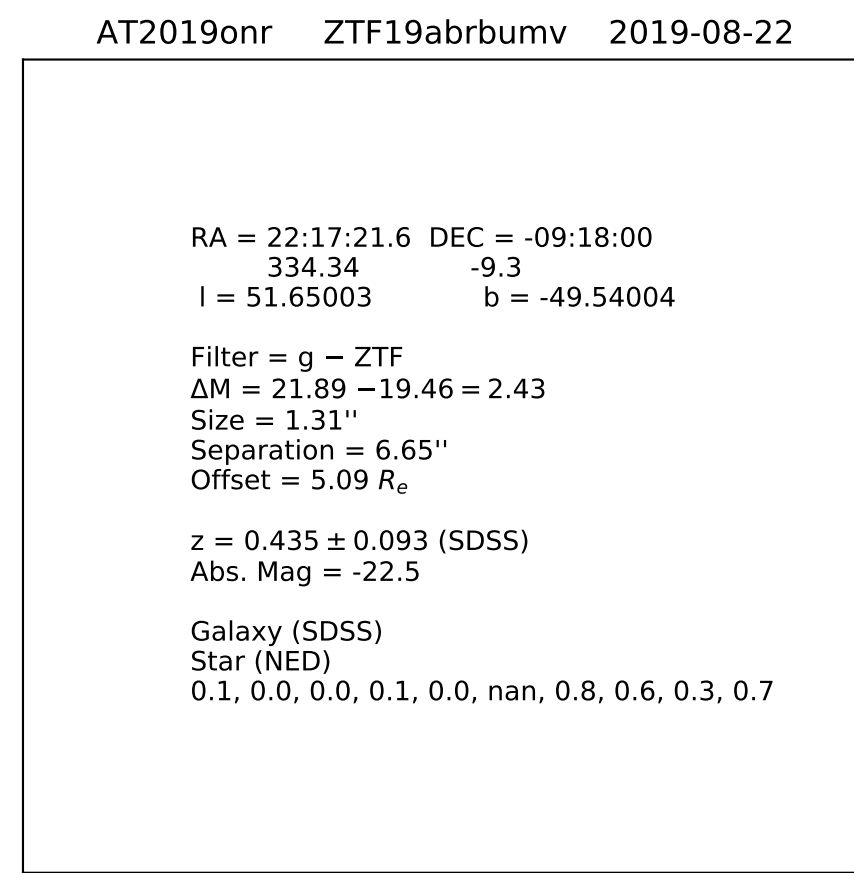 AT2019onr ZTF19abrbumv 2019-08-22
RA = 22:17:21.6 DEC = -09:18:00
334.34 -9.3
l = 51.65003 b = -49.54004
Filter = g − ZTF
ΔM = 21.89 −19.46 = 2.43
Size = 1.31''
Separation = 6.65''
Offset = 5.09 Re
z = 0.435 ± 0.093 (SDSS)
Abs. Mag = -22.5
Galaxy (SDSS)
Star (NED)
0.1, 0.0, 0.0, 0.1, 0.0, nan, 0.8, 0.6, 0.3, 0.7